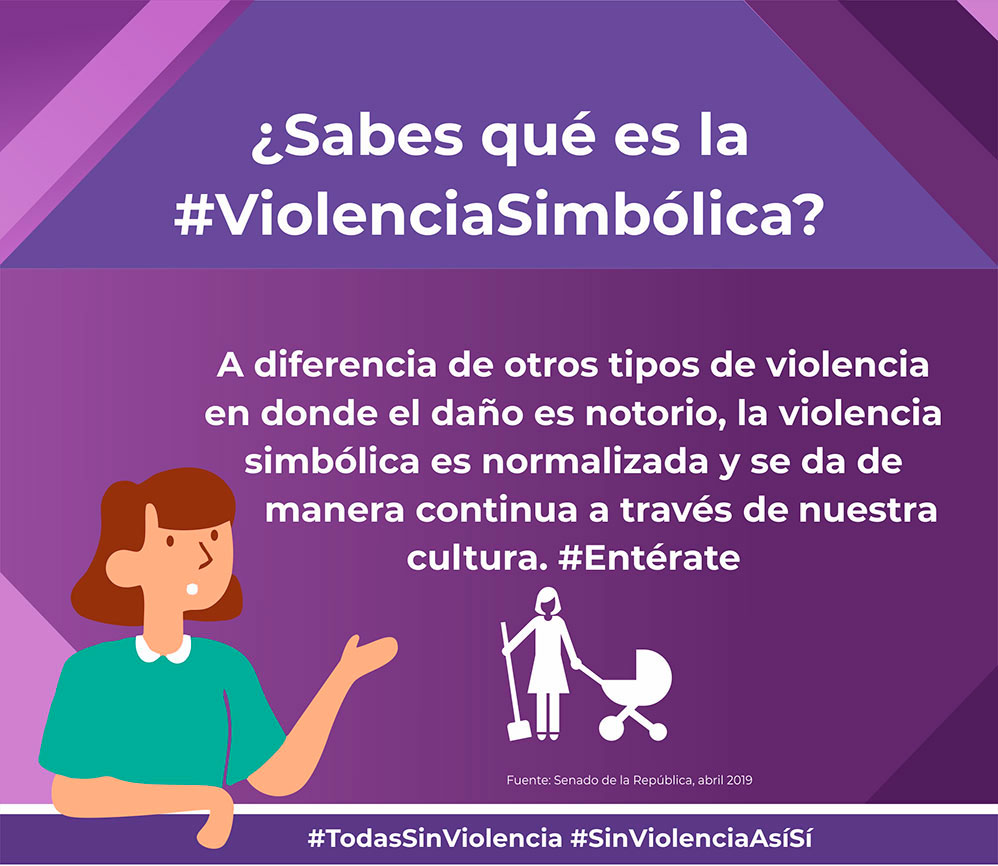 ¿Sabes qué es la
#ViolenciaSimbólica?
A diferencia de otros tipos de violencia
en donde el daño es notorio, la violencia
simbólica es normalizada y se da de
manera continua a través de nuestra
cultura. #Entérate
Fuente: Senado de la República, abril 2019
#TodasSinViolencia #SinViolenciaAsíSí